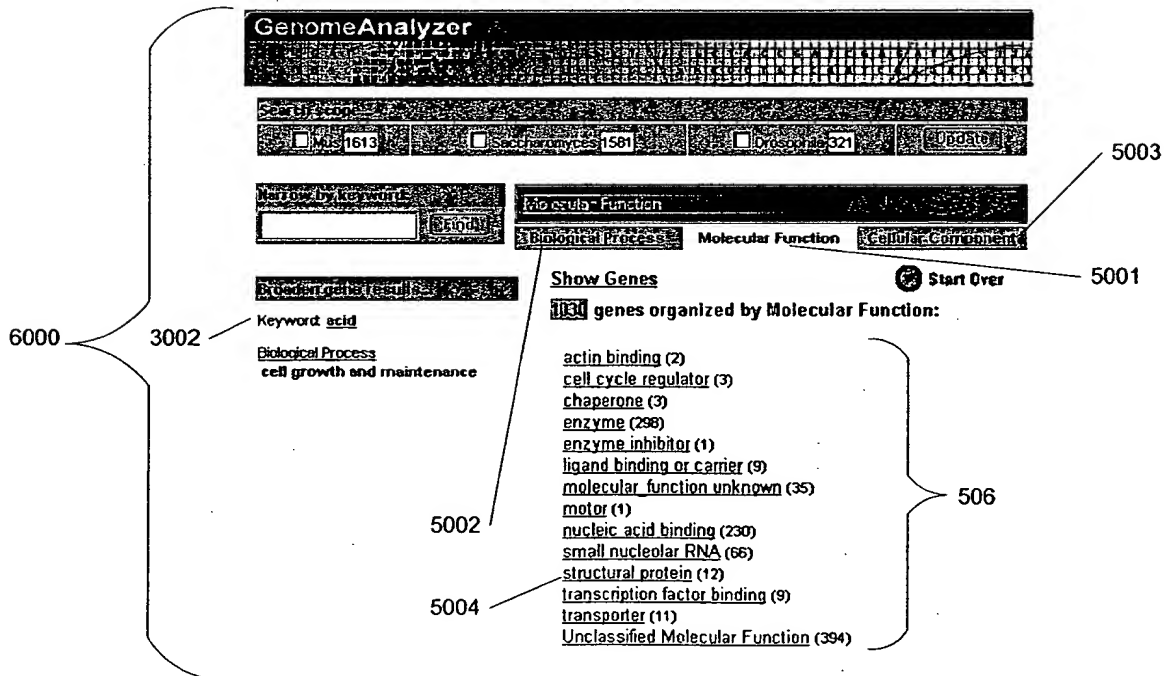 GenomeAnalyzer
Search scope
Mus 1613 Saccharomyces 1581 Drosophila 321 Update
5003
Narrow by keyword:
Molecular Function
Biological Process Molecular Function Cellular Component
Show Genes Start Over
5001
Broaden gene results
1030 genes organized by Molecular Function:
6000
3002
Keyword: acid
Biological Process
cell growth and maintenance
actin binding (2)
cell cycle regulator (3)
chaperone (3)
enzyme (298)
enzyme inhibitor (1)
ligand binding or carrier (9)
molecular_function unknown (35)
motor (1)
506
5002
nucleic acid binding (230)
small nucleolar RNA (66)
structural protein (12)
5004
transcription factor binding (9)
transporter (11)
Unclassified Molecular Function (394)